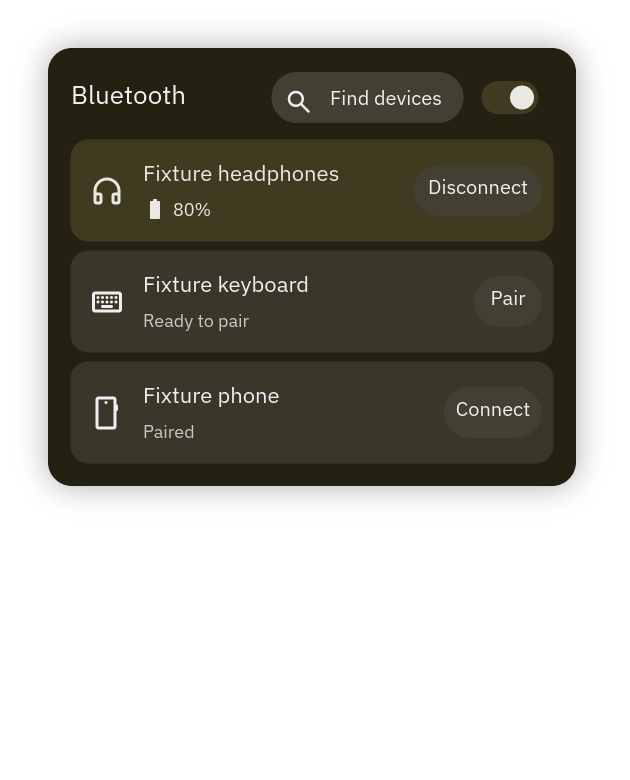 Bluetooth
Find devices
Fixture headphones
80%
Disconnect
Fixture keyboard
Ready to pair
Pair
Fixture phone
Paired
Connect